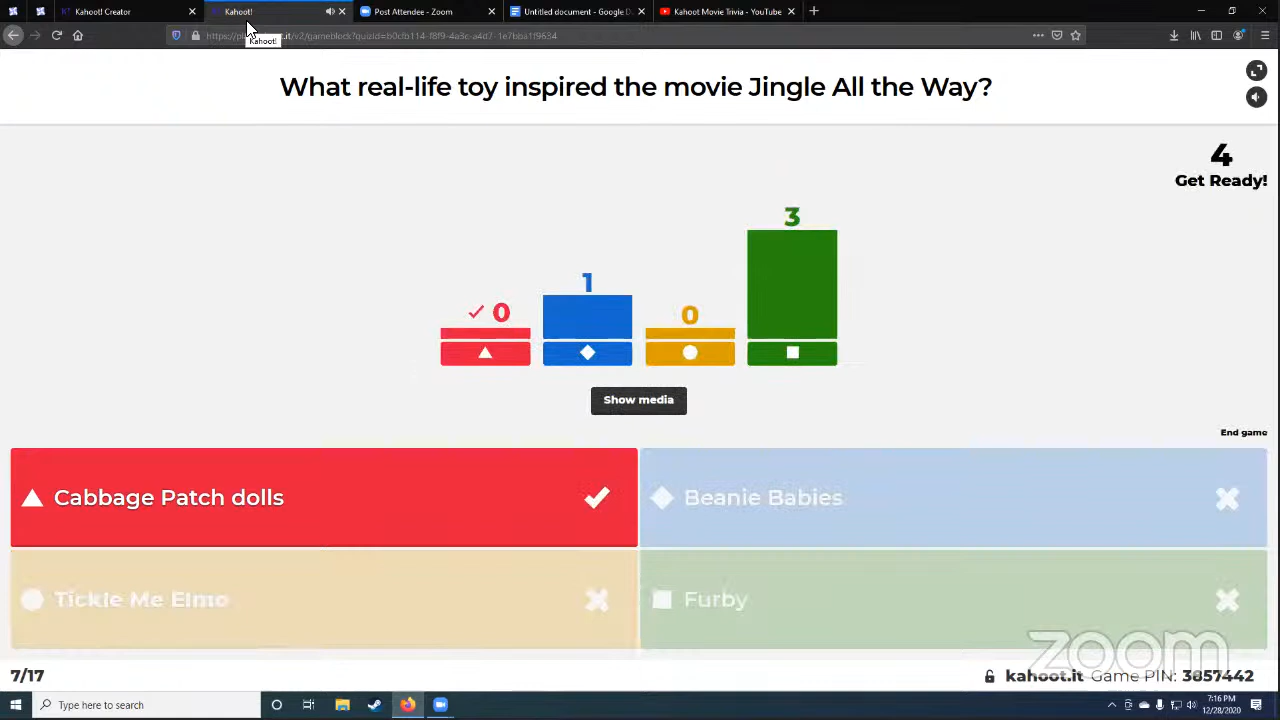 Kahoot! Creator
Kahoot!
Post Attendee - Zoom
Untitled document - Google D
Kahoot Movie Trivia - YouTube
Kahoot!
What real-life toy inspired the movie Jingle All the Way?
4
Get Ready!
0
1
0
3
Show media
End game
Cabbage Patch dolls
Beanie Babies
Tickle Me Elmo
Furby
zoom
7/17
kahoot.it Game PIN: 3857442
Type here to search
7:16 PM
12/28/2020